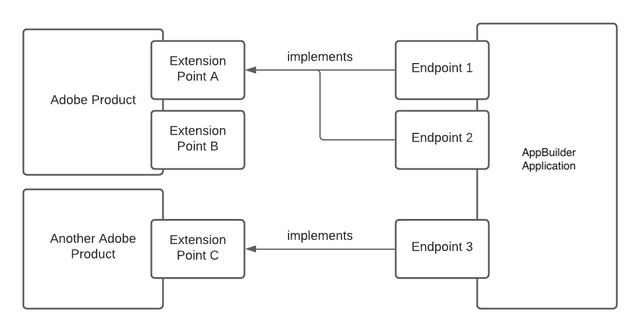 Adobe Product
Extension
Point A
implements
Endpoint 1
Extension
Point B
Endpoint 2
AppBuilder
Application
Another Adobe
Product
Extension
Point C
implements
Endpoint 3